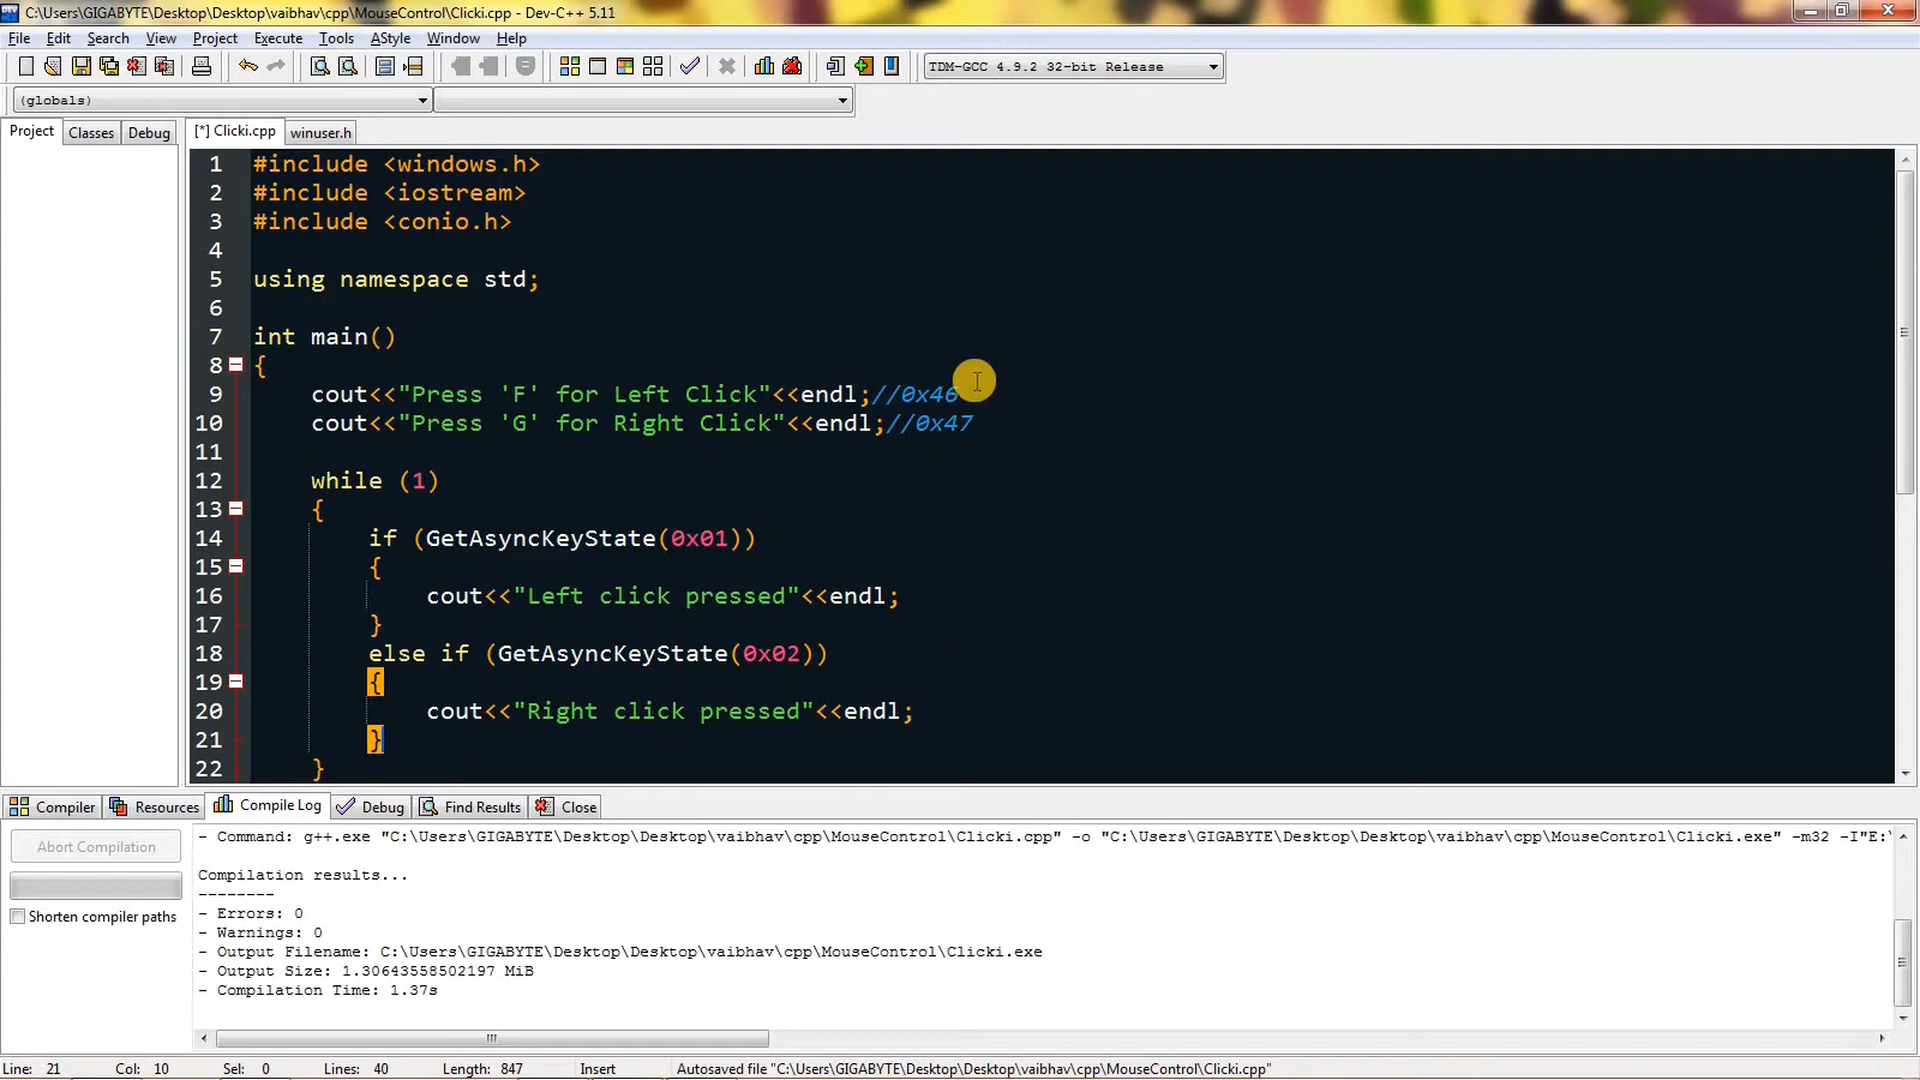 C:\Users\GIGABYTE\Desktop\Desktop\vaibhav\cpp\MouseControl\Clicki.cpp - Dev-C++ 5.11
File Edit Search View Project Execute Tools AStyle Window Help
TDM-GCC 4.9.2 32-bit Release
(globals)
Project Classes Debug [*] Clicki.cpp winuser.h
1 #include <windows.h>
2 #include <iostream>
3 #include <conio.h>
4
5 using namespace std;
6
7 int main()
8 {
9 cout<<"Press 'F' for Left Click"<<endl;//0x46
10 cout<<"Press 'G' for Right Click"<<endl;//0x47
11
12 while (1)
13 {
14 if (GetAsyncKeyState(0x01))
15 {
16 cout<<"Left click pressed"<<endl;
17 }
18 else if (GetAsyncKeyState(0x02))
19 {
20 cout<<"Right click pressed"<<endl;
21 }
22 }
Compiler Resources Compile Log Debug Find Results Close
Abort Compilation
Shorten compiler paths
- Command: g++.exe "C:\Users\GIGABYTE\Desktop\Desktop\vaibhav\cpp\MouseControl\Clicki.cpp" -o "C:\Users\GIGABYTE\Desktop\Desktop\vaibhav\cpp\MouseControl\Clicki.exe" -m32 -I"E:\
Compilation results...
--------
- Errors: 0
- Warnings: 0
- Output Filename: C:\Users\GIGABYTE\Desktop\Desktop\vaibhav\cpp\MouseControl\Clicki.exe
- Output Size: 1.30643558502197 MiB
- Compilation Time: 1.37s
Line: 21 Col: 10 Sel: 0 Lines: 40 Length: 847 Insert Autosaved file "C:\Users\GIGABYTE\Desktop\Desktop\vaibhav\cpp\MouseControl\Clicki.cpp"